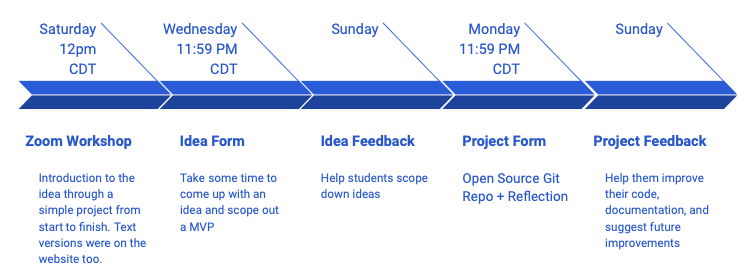 Saturday
12pm
CDT
Wednesday
11:59 PM
CDT
Sunday
Monday
11:59 PM
CDT
Sunday
Zoom Workshop
Introduction to the
idea through a
simple project from
start to finish. Text
versions were on the
website too.
Idea Form
Take some time to
come up with an
idea and scope out
a MVP
Idea Feedback
Help students scope
down ideas
Project Form
Open Source Git
Repo + Reflection
Project Feedback
Help them improve
their code,
documentation, and
suggest future
improvements